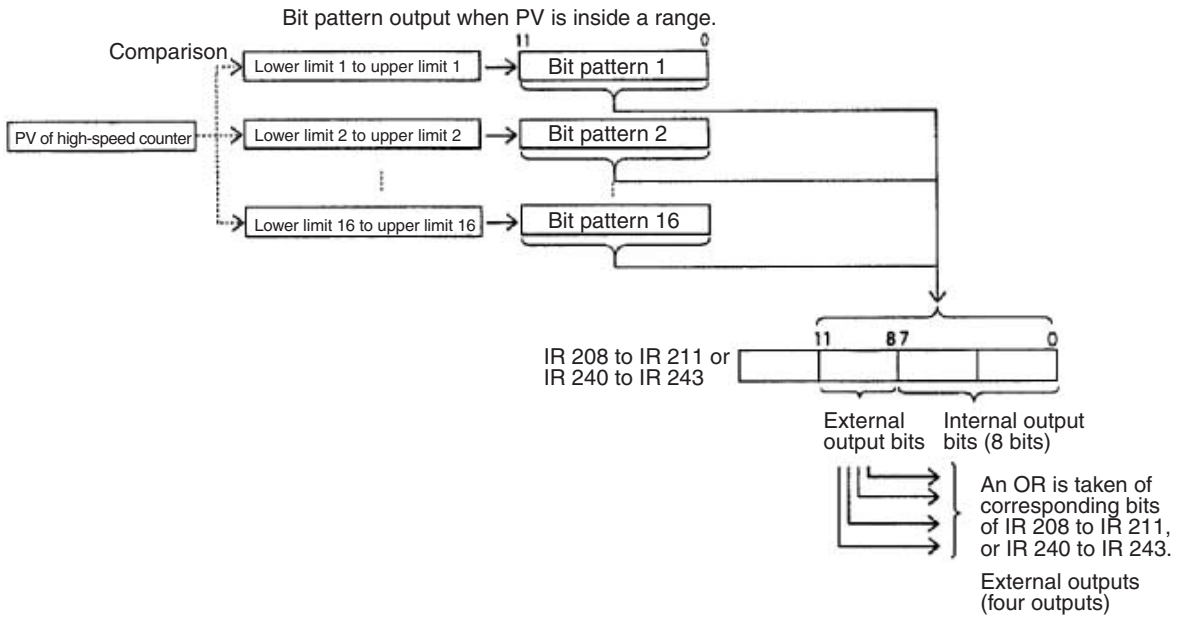 Bit pattern output when PV is inside a range.
Comparison
11 0
Lower limit 1 to upper limit 1
Bit pattern 1
PV of high-speed counter
Lower limit 2 to upper limit 2
Bit pattern 2
Lower limit 16 to upper limit 16
Bit pattern 16
11 8 7 0
IR 208 to IR 211 or
IR 240 to IR 243
External
output bits
Internal output
bits (8 bits)
An OR is taken of
corresponding bits
of IR 208 to IR 211,
or IR 240 to IR 243.
External outputs
(four outputs)